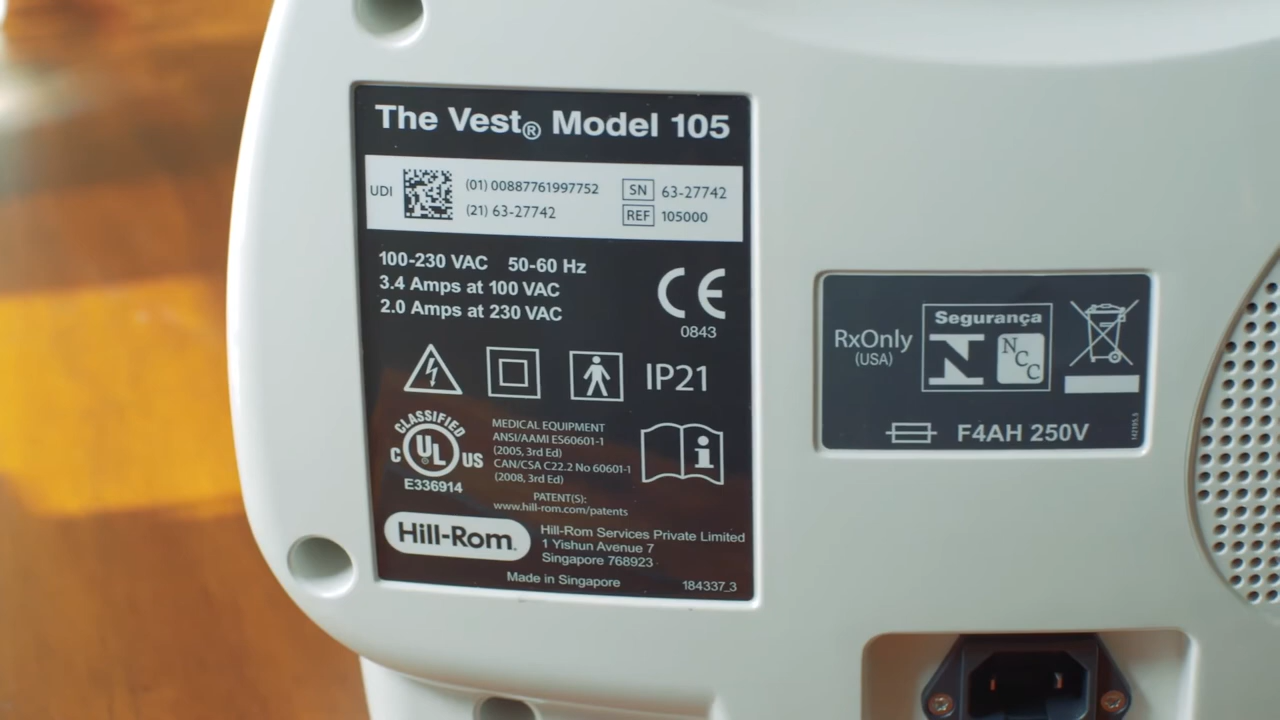 The Vest® Model 105
UDI
(01) 00887761997752
(21) 63-27742
SN 63-27742
REF 105000
100-230 VAC 50-60 Hz
3.4 Amps at 100 VAC
2.0 Amps at 230 VAC
CE
0843
IP21
CLASSIFIED
C UL US
E336914
MEDICAL EQUIPMENT
ANSI/AAMI ES60601-1
(2005, 3rd Ed)
CAN/CSA C22.2 No 60601-1
(2008, 3rd Ed)
PATENT(S):
www.hill-rom.com/patents
Hill-Rom®
Hill-Rom Services Private Limited
1 Yishun Avenue 7
Singapore 768923
Made in Singapore
184337_3
RxOnly
(USA)
Segurança
N NCC
F4AH 250V